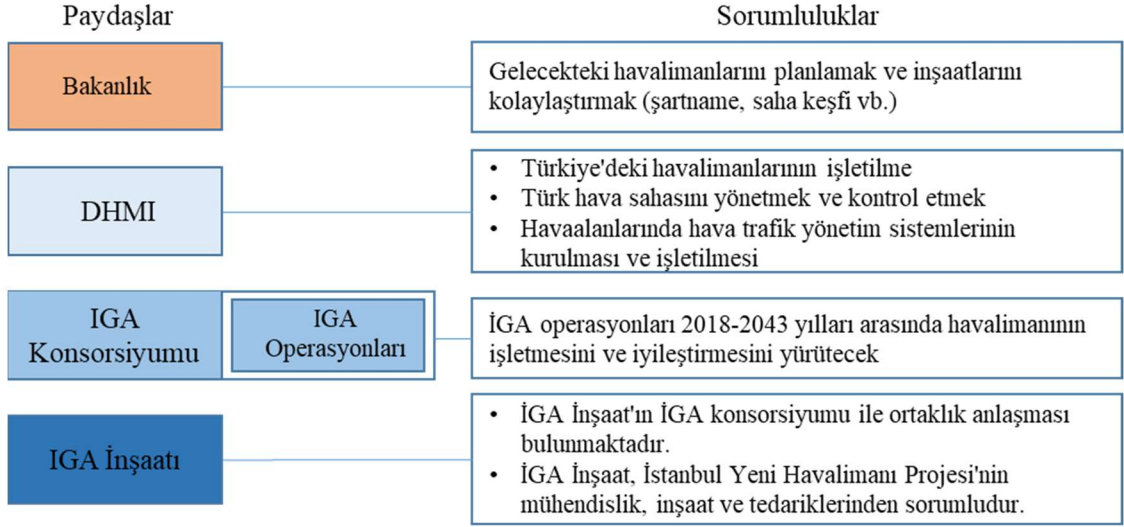 Paydaşlar
Sorumluluklar
Bakanlık
Gelecekteki havalimanlarını planlamak ve inşaatlarını
kolaylaştırmak (şartname, saha keşfi vb.)
DHMI
• Türkiye'deki havalimanlarının işletilme
• Türk hava sahasını yönetmek ve kontrol etmek
• Havaalanlarında hava trafik yönetim sistemlerinin
kurulması ve işletilmesi
IGA
Konsorsiyumu
IGA
Operasyonları
İGA operasyonları 2018-2043 yılları arasında havalimanının
işletmesini ve iyileştirmesini yürütecek
IGA İnşaatı
• İGA İnşaat'ın İGA konsorsiyumu ile ortaklık anlaşması
bulunmaktadır.
• İGA İnşaat, İstanbul Yeni Havalimanı Projesi'nin
mühendislik, inşaat ve tedariklerinden sorumludur.